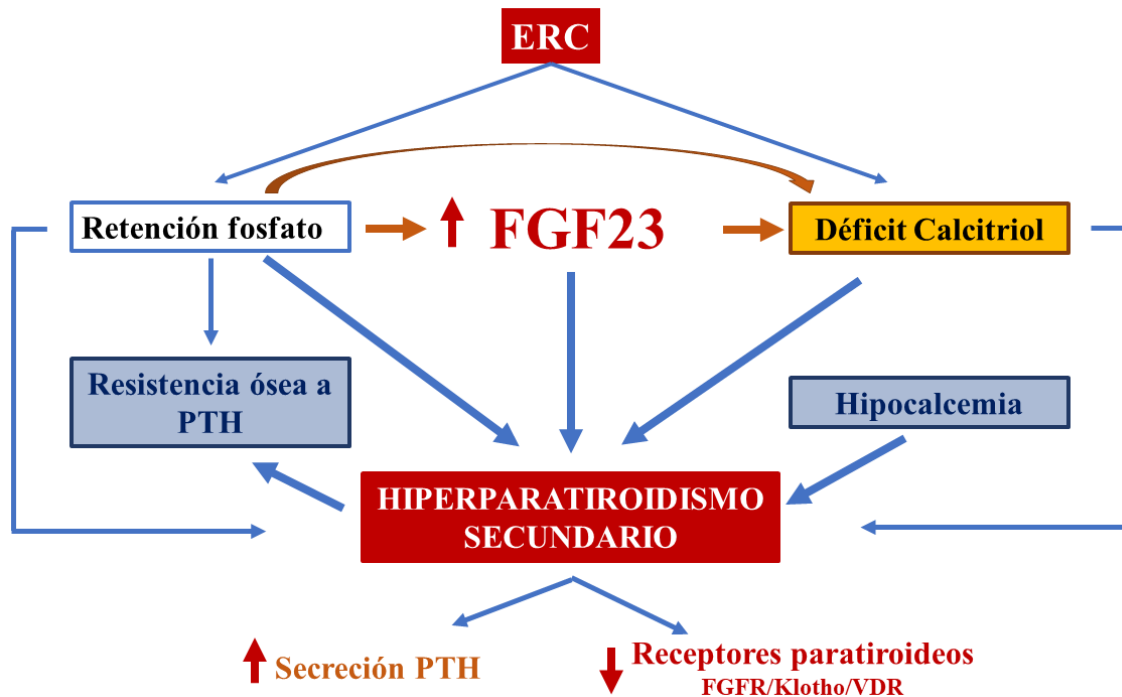 ERC
Retención fosfato
FGF23
Déficit Calcitriol
Resistencia ósea a
PTH
Hipocalcemia
HIPERPARATIROIDISMO
SECUNDARIO
Secreción PTH
Receptores paratiroideos
FGFR/Klotho/VDR